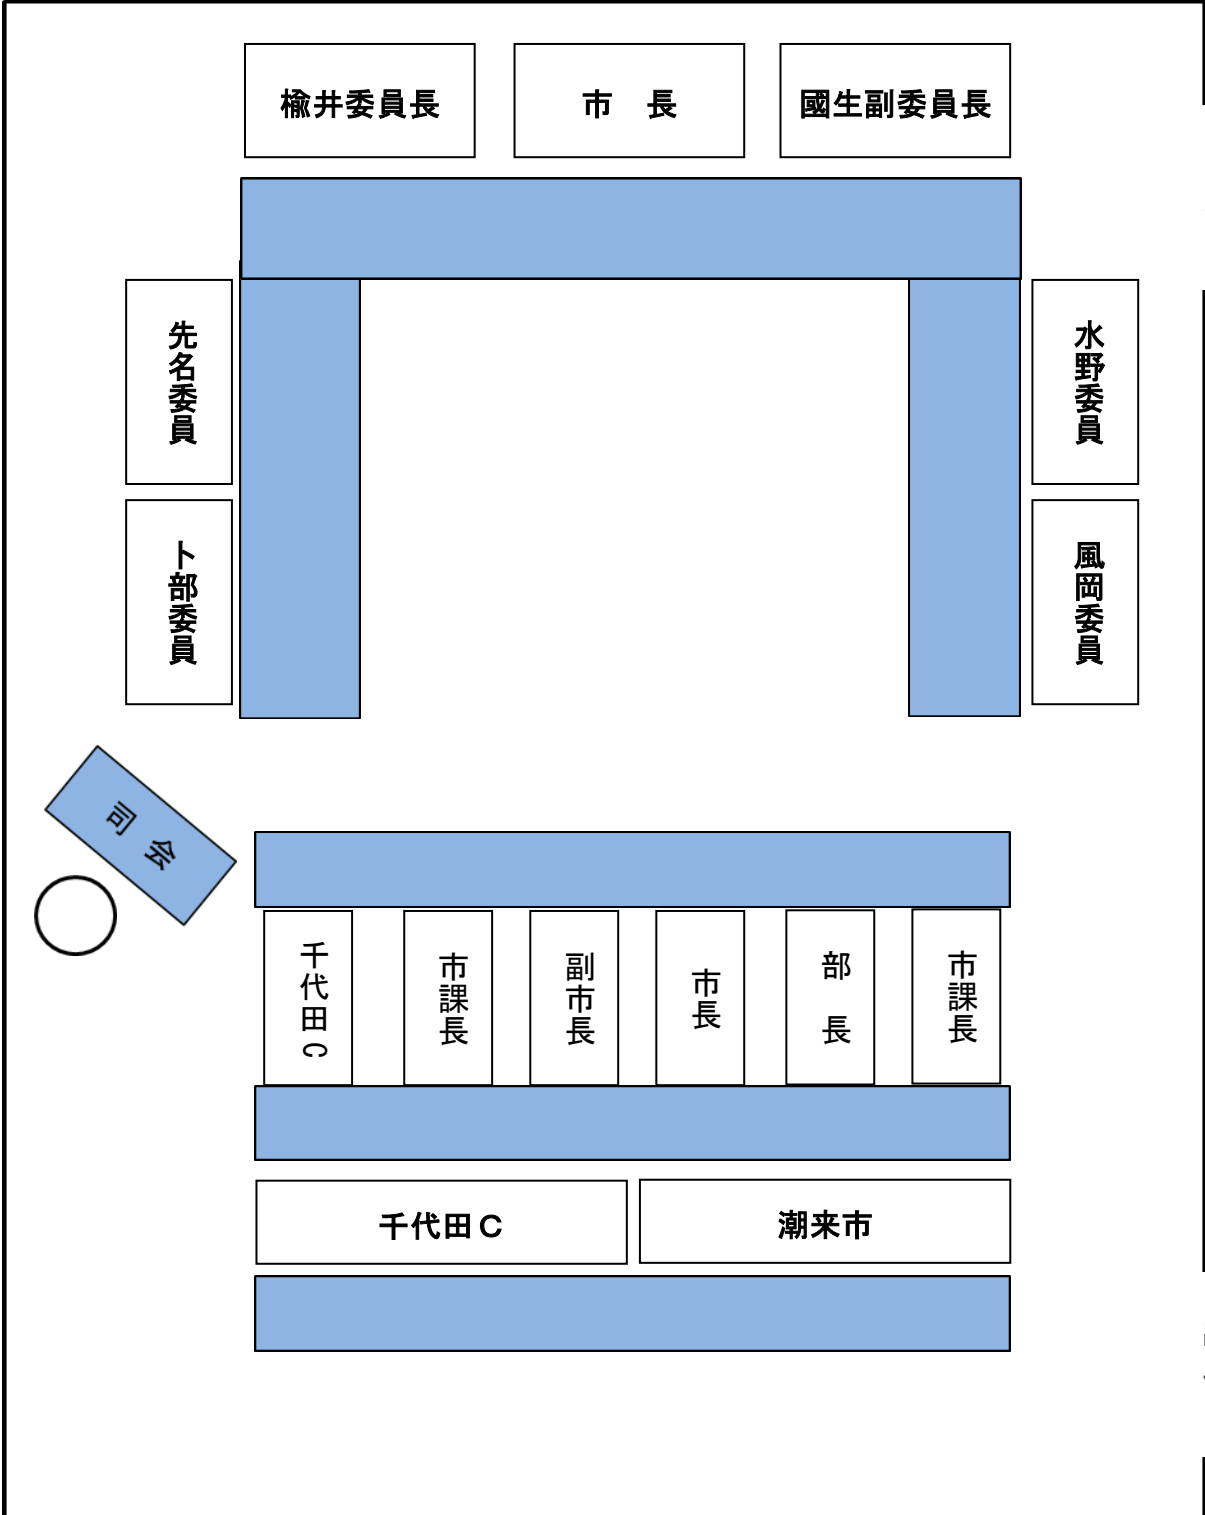 楡井委員長
市　長
國生副委員長
先名委員
水野委員
卜部委員
風岡委員
司会
千代田C
市課長
副市長
市長
部　長
市課長
千代田C
潮来市